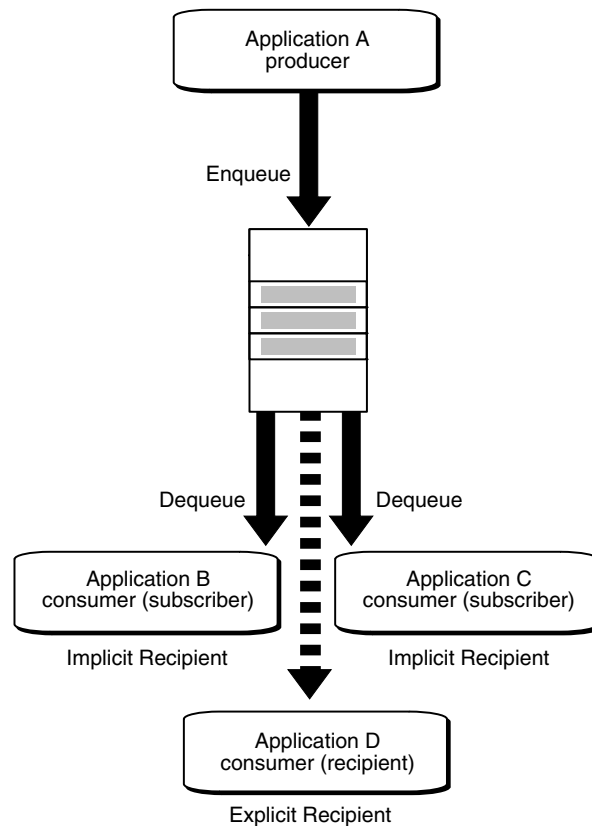 Application A
producer
Enqueue
Dequeue
Dequeue
Application B
consumer (subscriber)
Application C
consumer (subscriber)
Implicit Recipient
Implicit Recipient
Application D
consumer (recipient)
Explicit Recipient